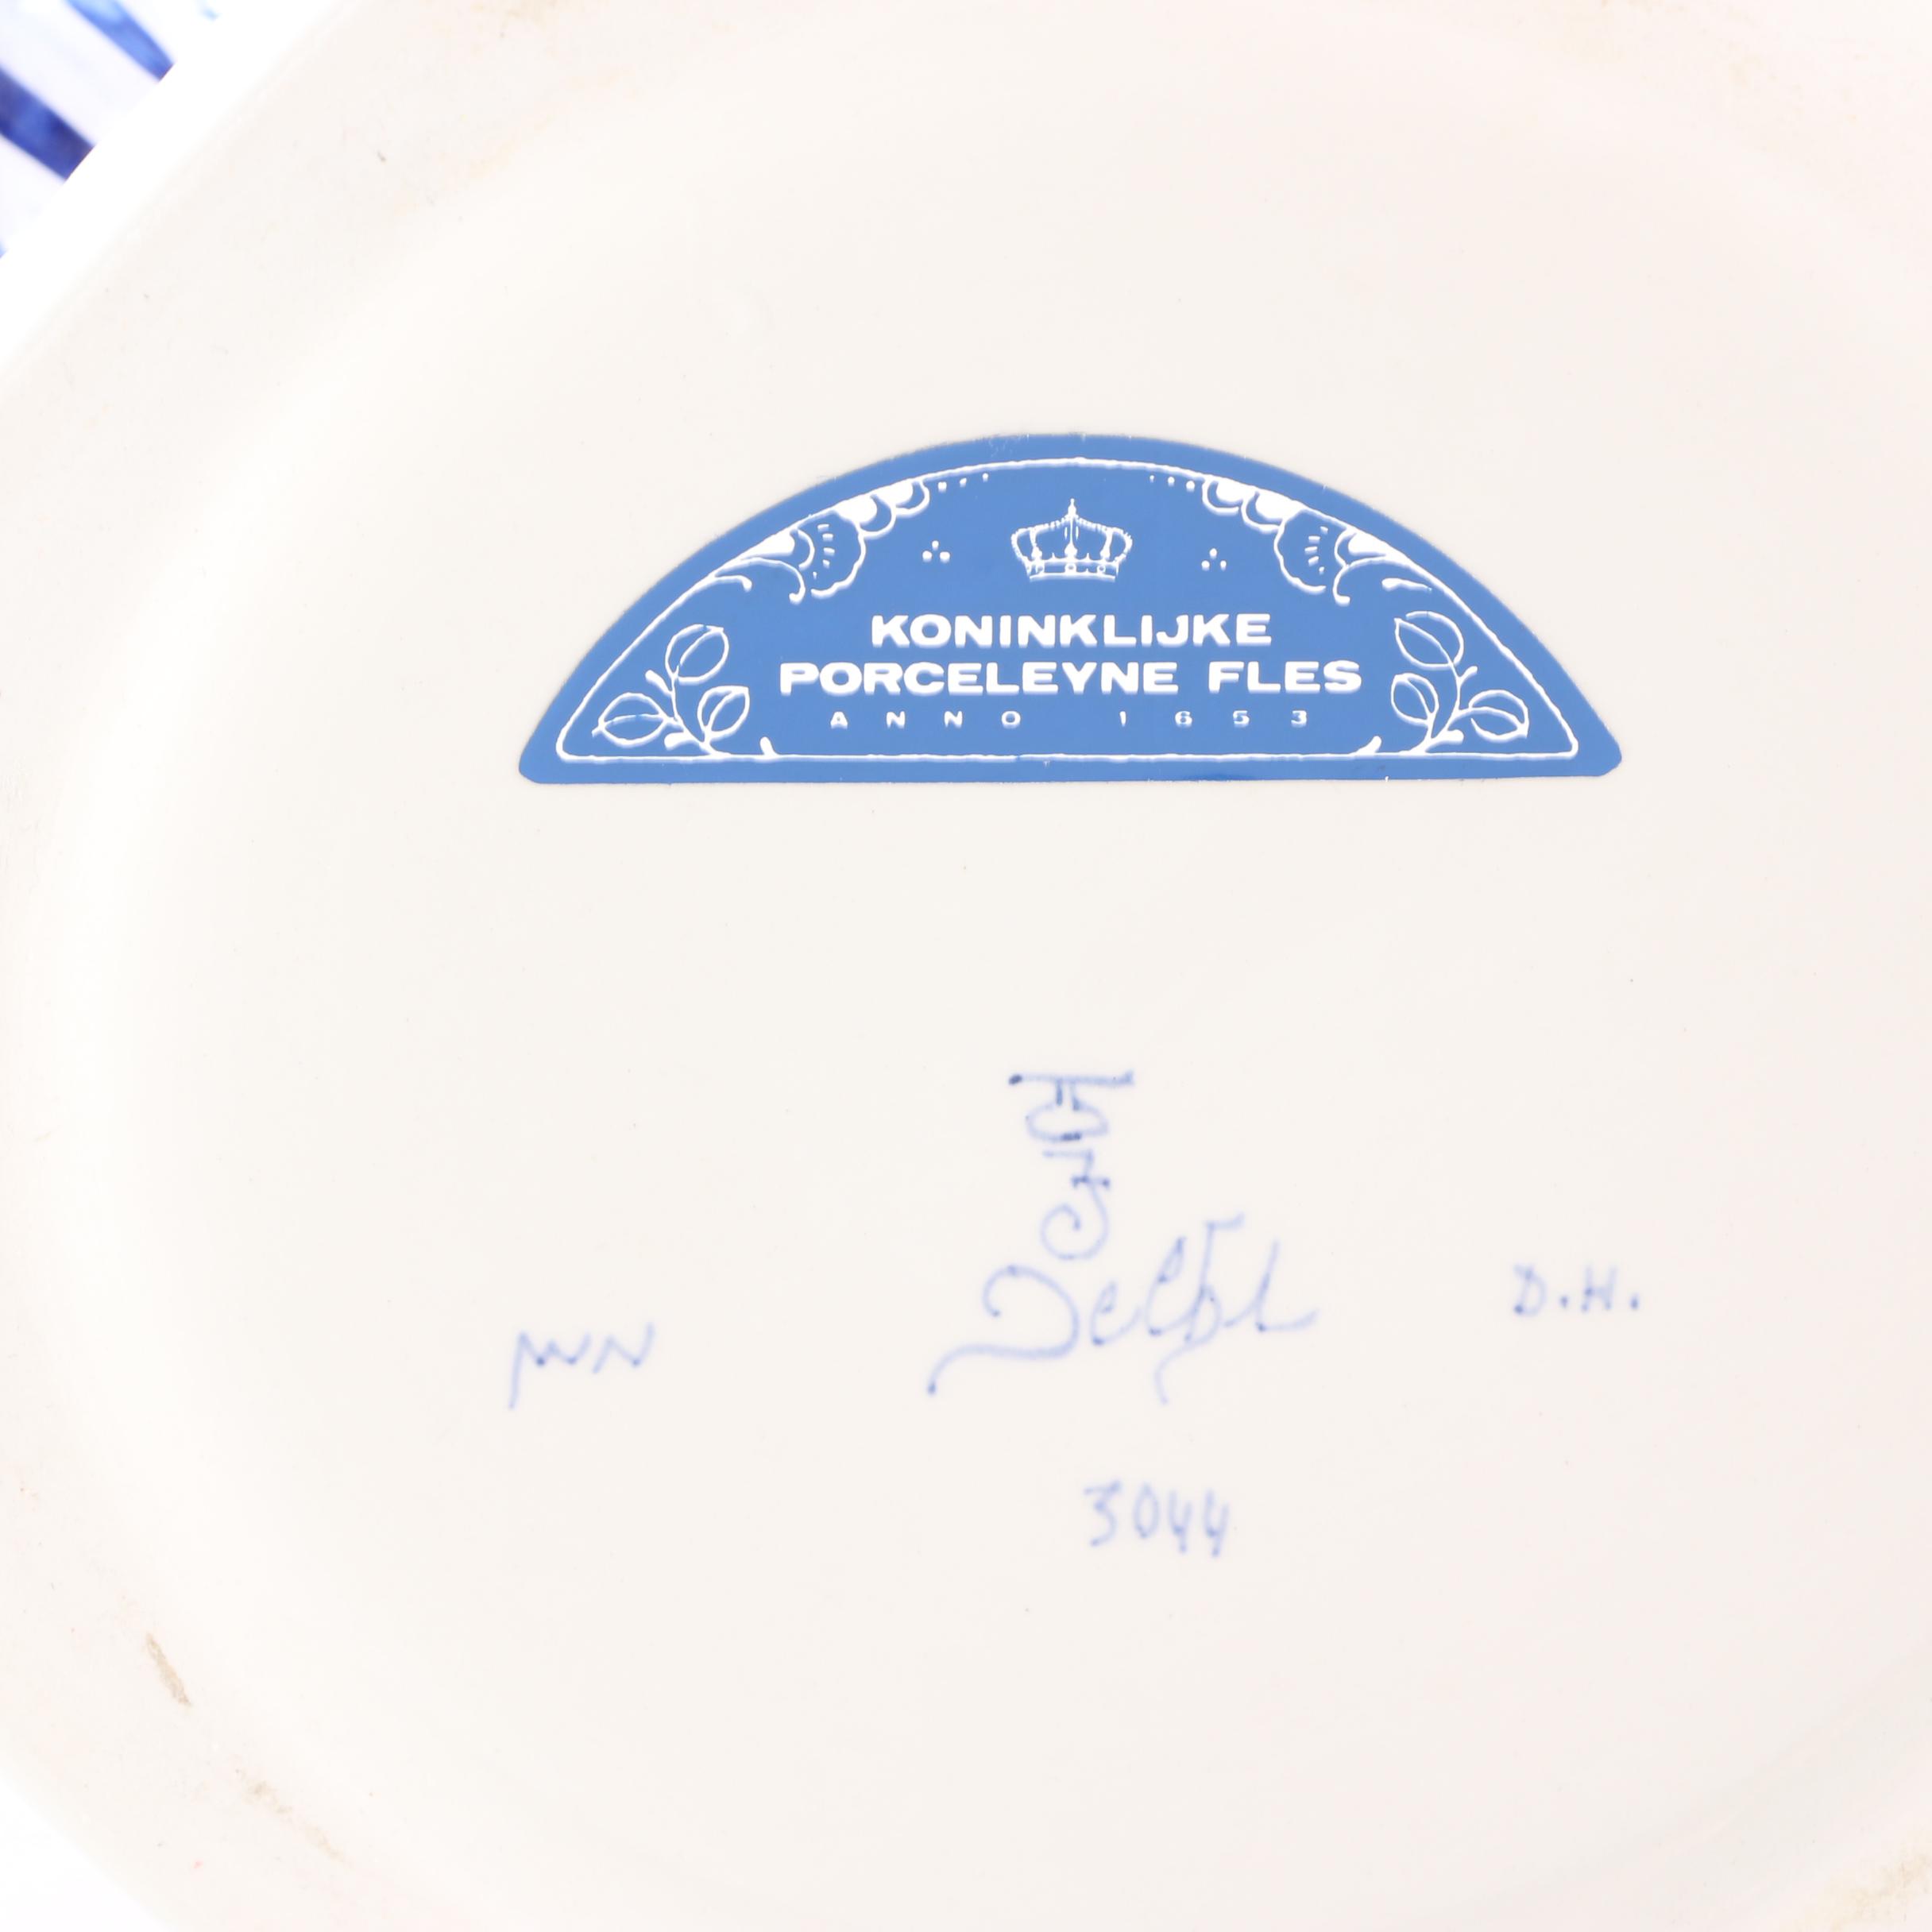 KONINKLIJKE
PORCELEYNE FLES
ANNO 1653
Delft
D.H.
3044